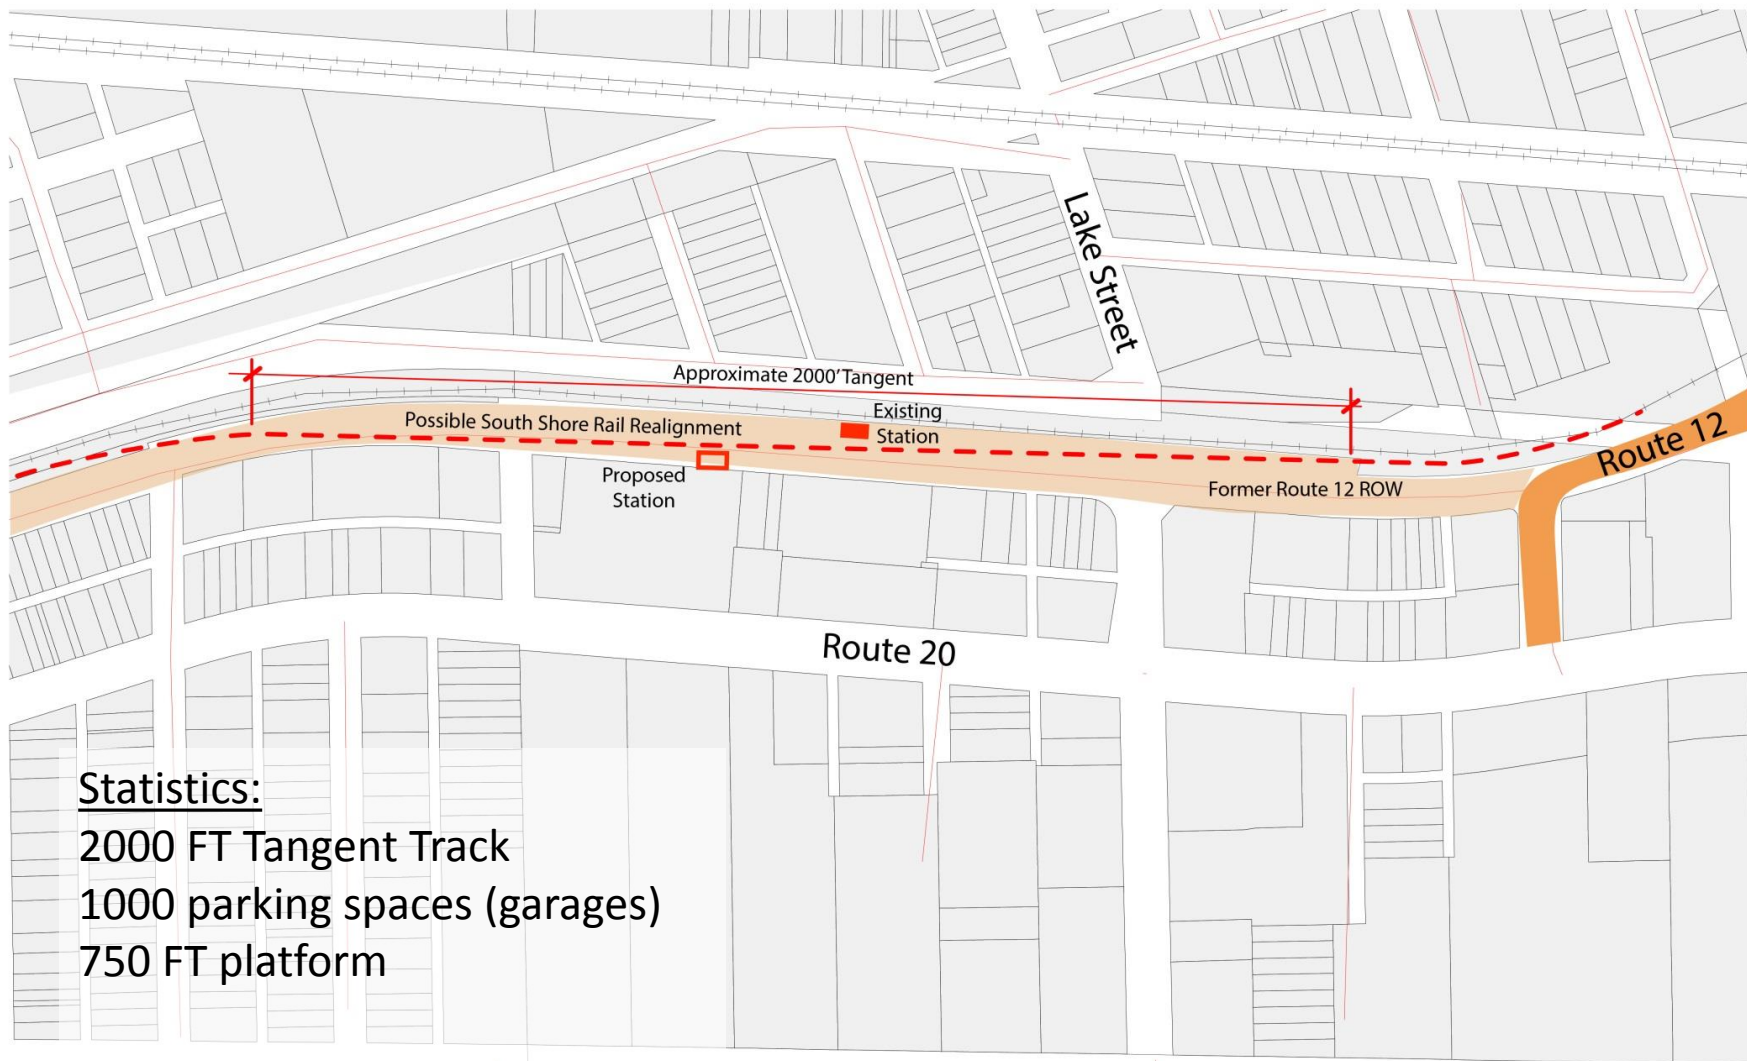 Lake Street
Approximate 2000' Tangent
Existing
Station
Possible South Shore Rail Realignment
Route 12
Proposed
Station
Former Route 12 ROW
Route 20
Statistics:
2000 FT Tangent Track
1000 parking spaces (garages)
750 FT platform